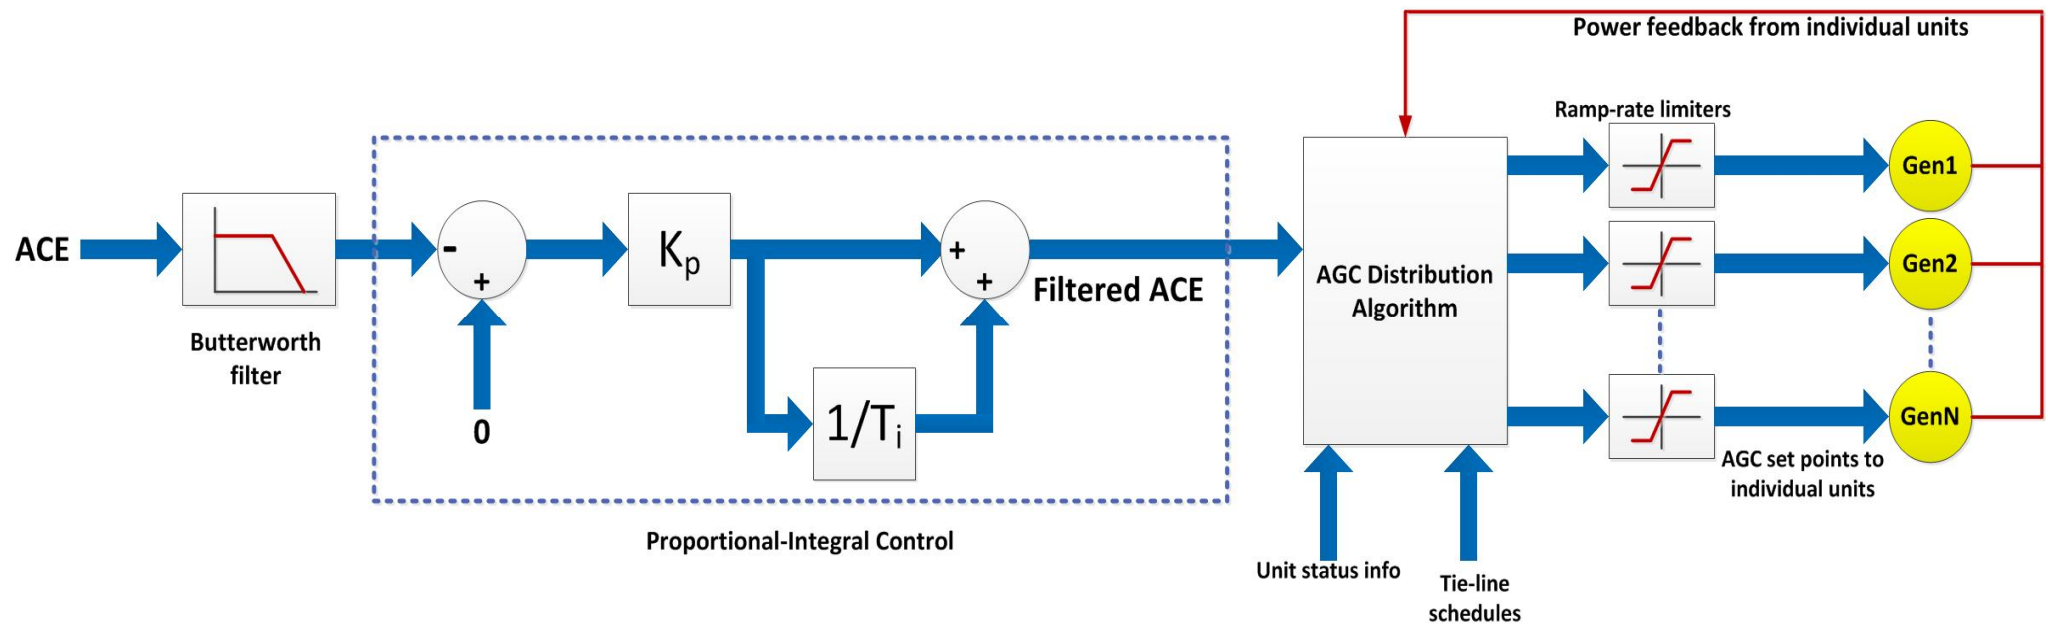 Power feedback from individual units
Ramp-rate limiters
Gen1
ACE
-
+
0
Kp
+
+
Filtered ACE
1/Ti
Butterworth
filter
Proportional-Integral Control
AGC Distribution
Algorithm
Gen2
GenN
AGC set points to
individual units
Unit status info
Tie-line
schedules